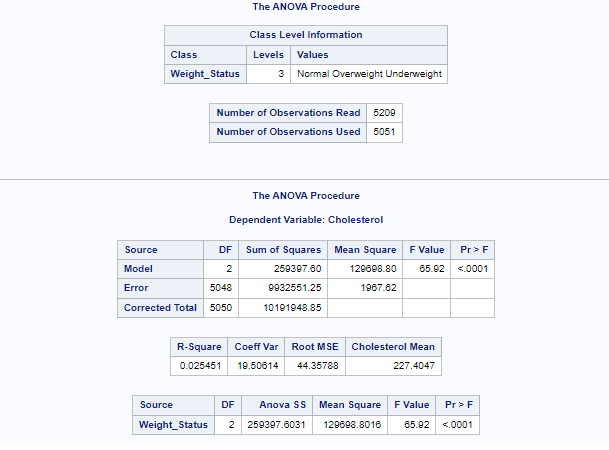 The ANOVA Procedure
Class Level Information
Class Levels Values
Weight_Status 3 Normal Overweight Underweight
Number of Observations Read 5209
Number of Observations Used 5051
The ANOVA Procedure
Dependent Variable: Cholesterol
Source DF Sum of Squares Mean Square F Value Pr > F
Model 2 259397.60 129698.80 65.92 <.0001
Error 5048 9932551.25 1967.62
Corrected Total 5050 10191948.85
R-Square Coeff Var Root MSE Cholesterol Mean
0.025451 19.50614 44.35788 227.4047
Source DF Anova SS Mean Square F Value Pr > F
Weight_Status 2 259397.6031 129698.8016 65.92 <.0001